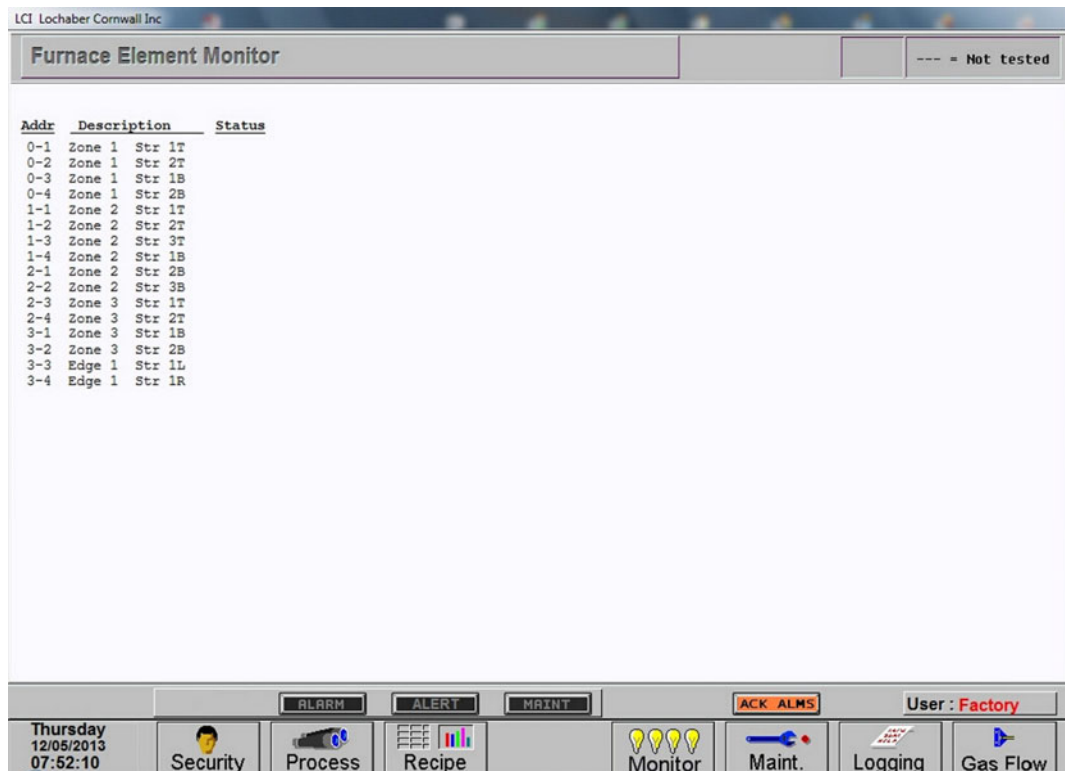 LCI Lochaber Cornwall Inc
Furnace Element Monitor
--- = Not tested
Addr Description Status
0-1 Zone 1 Str 1T
0-2 Zone 1 Str 2T
0-3 Zone 1 Str 1B
0-4 Zone 1 Str 2B
1-1 Zone 2 Str 1T
1-2 Zone 2 Str 2T
1-3 Zone 2 Str 3T
1-4 Zone 2 Str 1B
2-1 Zone 2 Str 2B
2-2 Zone 2 Str 3B
2-3 Zone 3 Str 1T
2-4 Zone 3 Str 2T
3-1 Zone 3 Str 1B
3-2 Zone 3 Str 2B
3-3 Edge 1 Str 1L
3-4 Edge 1 Str 1R
ALARM ALERT MAINT ACK ALMS User : Factory
Thursday
12/05/2013
07:52:10
Security Process Recipe Monitor Maint. Logging Gas Flow